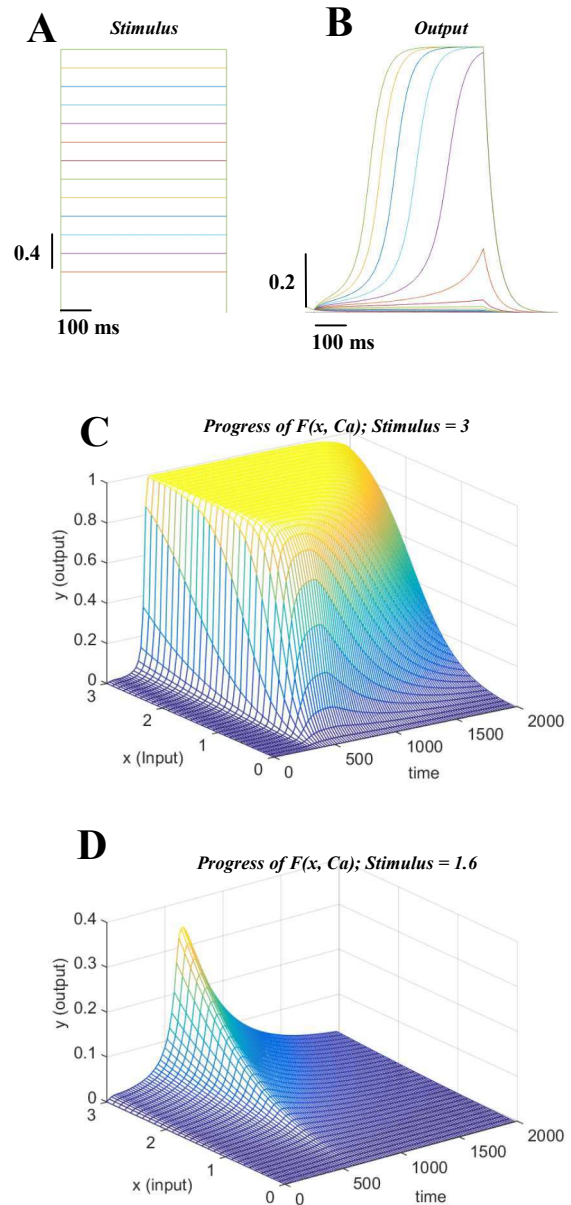 A
Stimulus
0.4
100 ms
B
Output
0.2
100 ms
C
Progress of F(x, Ca); Stimulus = 3
y (output)
1
0.8
0.6
0.4
0.2
0
3
2
1
0
x (Input)
0
500
1000
1500
2000
time
D
Progress of F(x, Ca); Stimulus = 1.6
y (output)
0.4
0.3
0.2
0.1
0
3
2
1
0
x (input)
0
500
1000
1500
2000
time